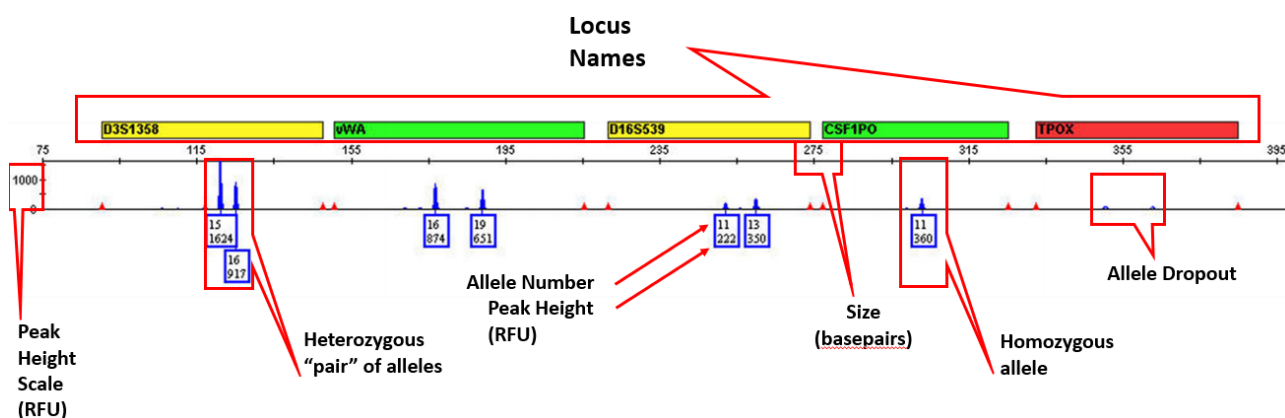 Locus
Names
D3S1358 vWA D16S539 CSF1PO TPOX
75 115 155 195 235 275 315 355 395
1000
0
15
1624
16
917
16
874
19
651
11
222
13
350
11
360
Allele Number
Peak Height
(RFU)
Allele Dropout
Peak
Height
Scale
(RFU)
Heterozygous
“pair” of alleles
Size
(basepairs)
Homozygous
allele